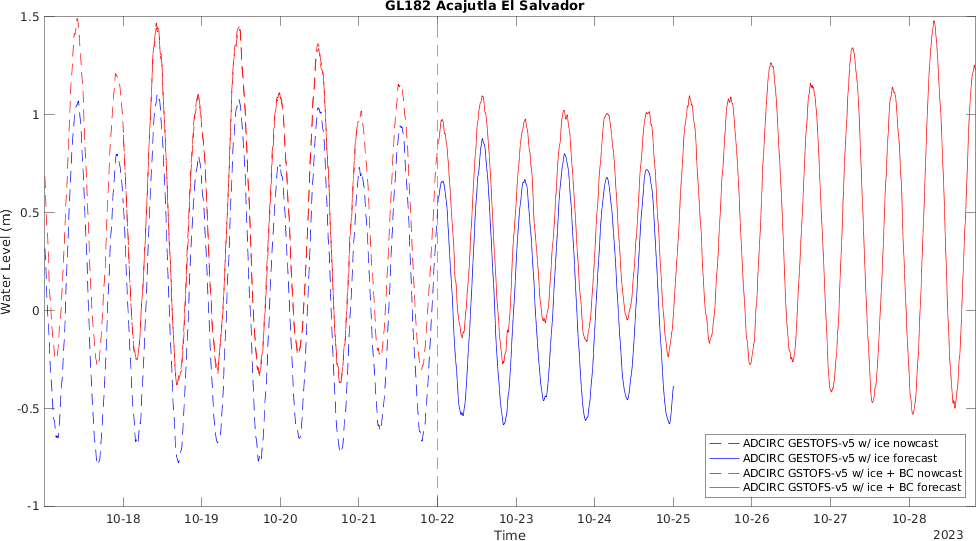 GL182 Acajutla El Salvador
Water Level (m)
1.5
1
0.5
0
-0.5
-1
10-18 10-19 10-20 10-21 10-22 10-23 10-24 10-25 10-26 10-27 10-28
Time
2023
ADCIRC GESTOFS-v5 w/ ice nowcast
ADCIRC GESTOFS-v5 w/ ice forecast
ADCIRC GSTOFS-v5 w/ ice + BC nowcast
ADCIRC GSTOFS-v5 w/ ice + BC forecast